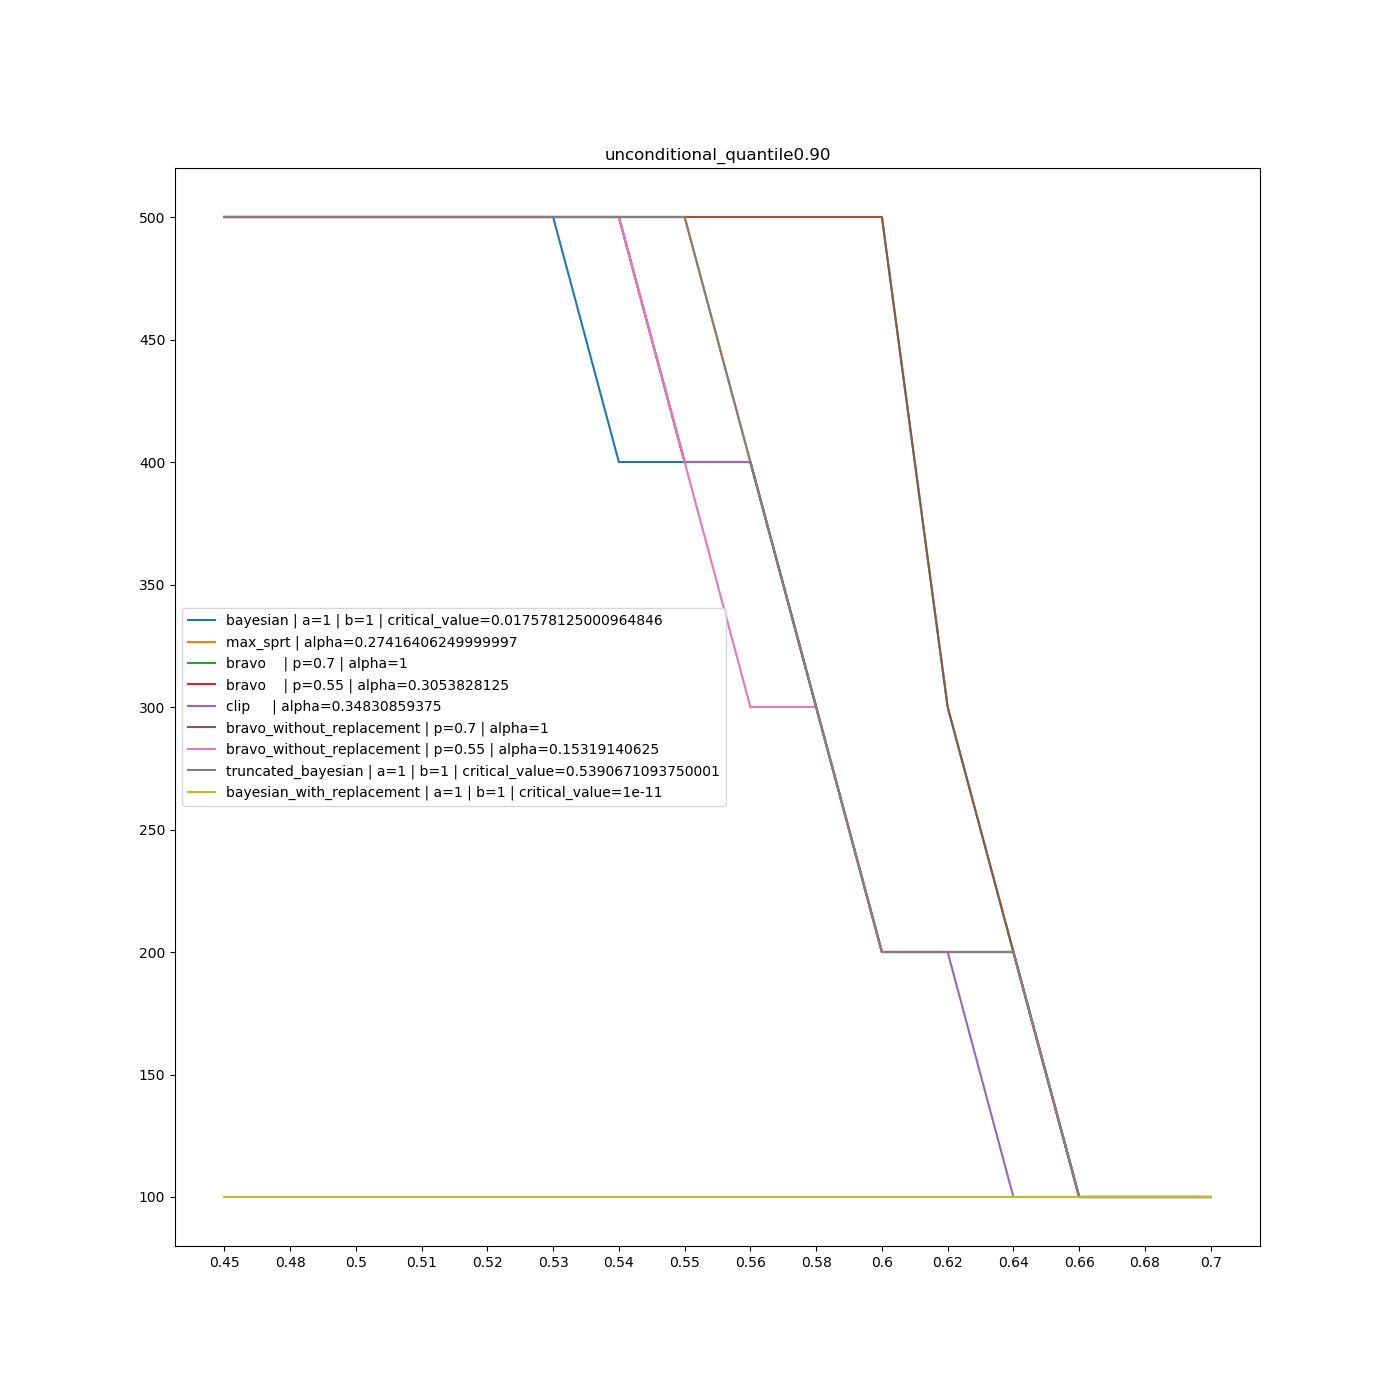 unconditional_quantile0.90
500
450
400
350
300
250
200
150
100
bayesian | a=1 | b=1 | critical_value=0.017578125000964846
max_sprt | alpha=0.27416406249999997
bravo    | p=0.7 | alpha=1
bravo    | p=0.55 | alpha=0.3053828125
clip     | alpha=0.34830859375
bravo_without_replacement | p=0.7 | alpha=1
bravo_without_replacement | p=0.55 | alpha=0.15319140625
truncated_bayesian | a=1 | b=1 | critical_value=0.5390671093750001
bayesian_with_replacement | a=1 | b=1 | critical_value=1e-11
0.45 0.48 0.5 0.51 0.52 0.53 0.54 0.55 0.56 0.58 0.6 0.62 0.64 0.66 0.68 0.7